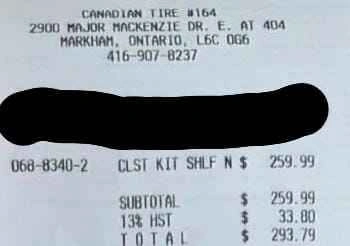 CANADIAN TIRE #164
2900 MAJOR MACKENZIE DR. E. AT 404
MARKHAM, ONTARIO, L6C 0G6
416-907-8237
068-8340-2 CLST KIT SHLF N $ 259.99
SUBTOTAL $ 259.99
13% HST $ 33.80
T O T A L $ 293.79